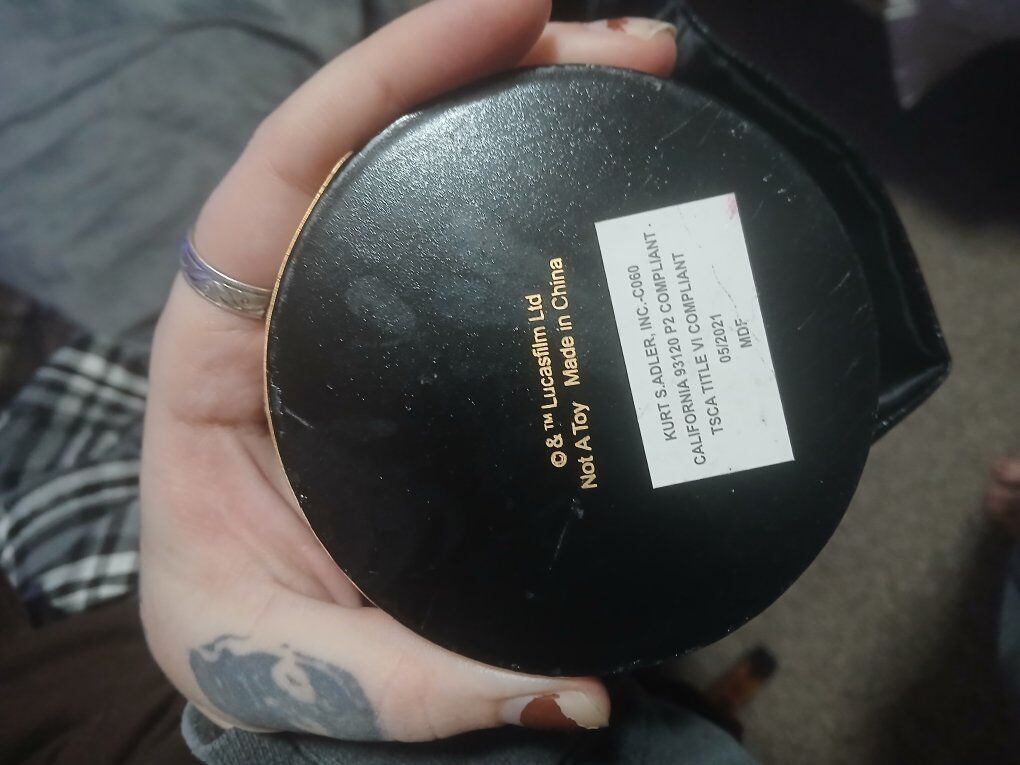 © & ™ Lucasfilm Ltd
Not A Toy Made in China
KURT S.ADLER, INC.-C060
CALIFORNIA 93120 P2 COMPLIANT .
TSCA TITLE VI COMPLIANT
05/2021
MDF